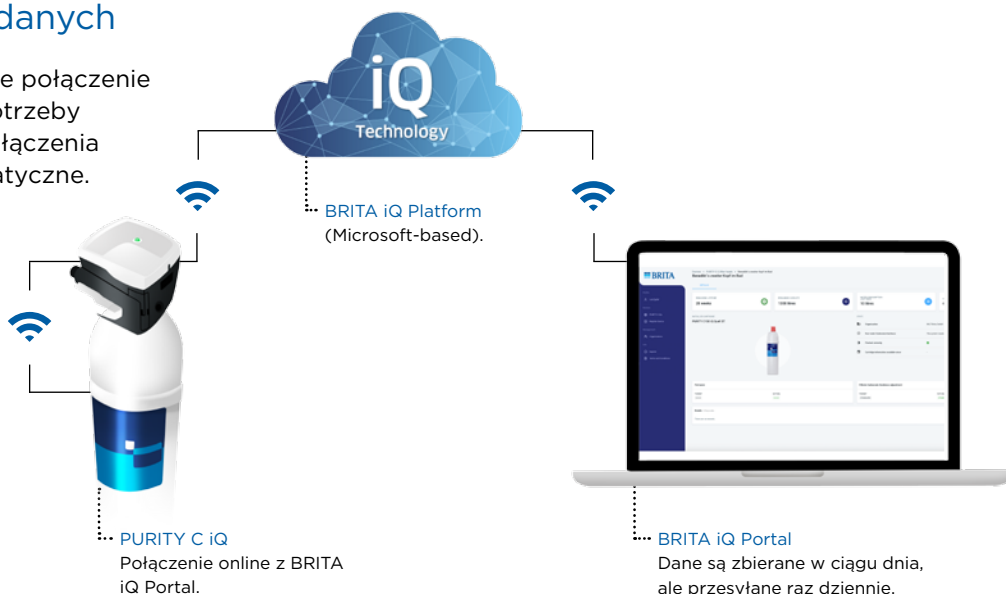 danych
e połączenie
otrzeby
łączenia
atyczne.
iQ
Technology
BRITA iQ Platform
(Microsoft-based).
BRITA
PURITY C iQ
Połączenie online z BRITA
iQ Portal.
BRITA iQ Portal
Dane są zbierane w ciągu dnia,
ale przesyłane raz dziennie.